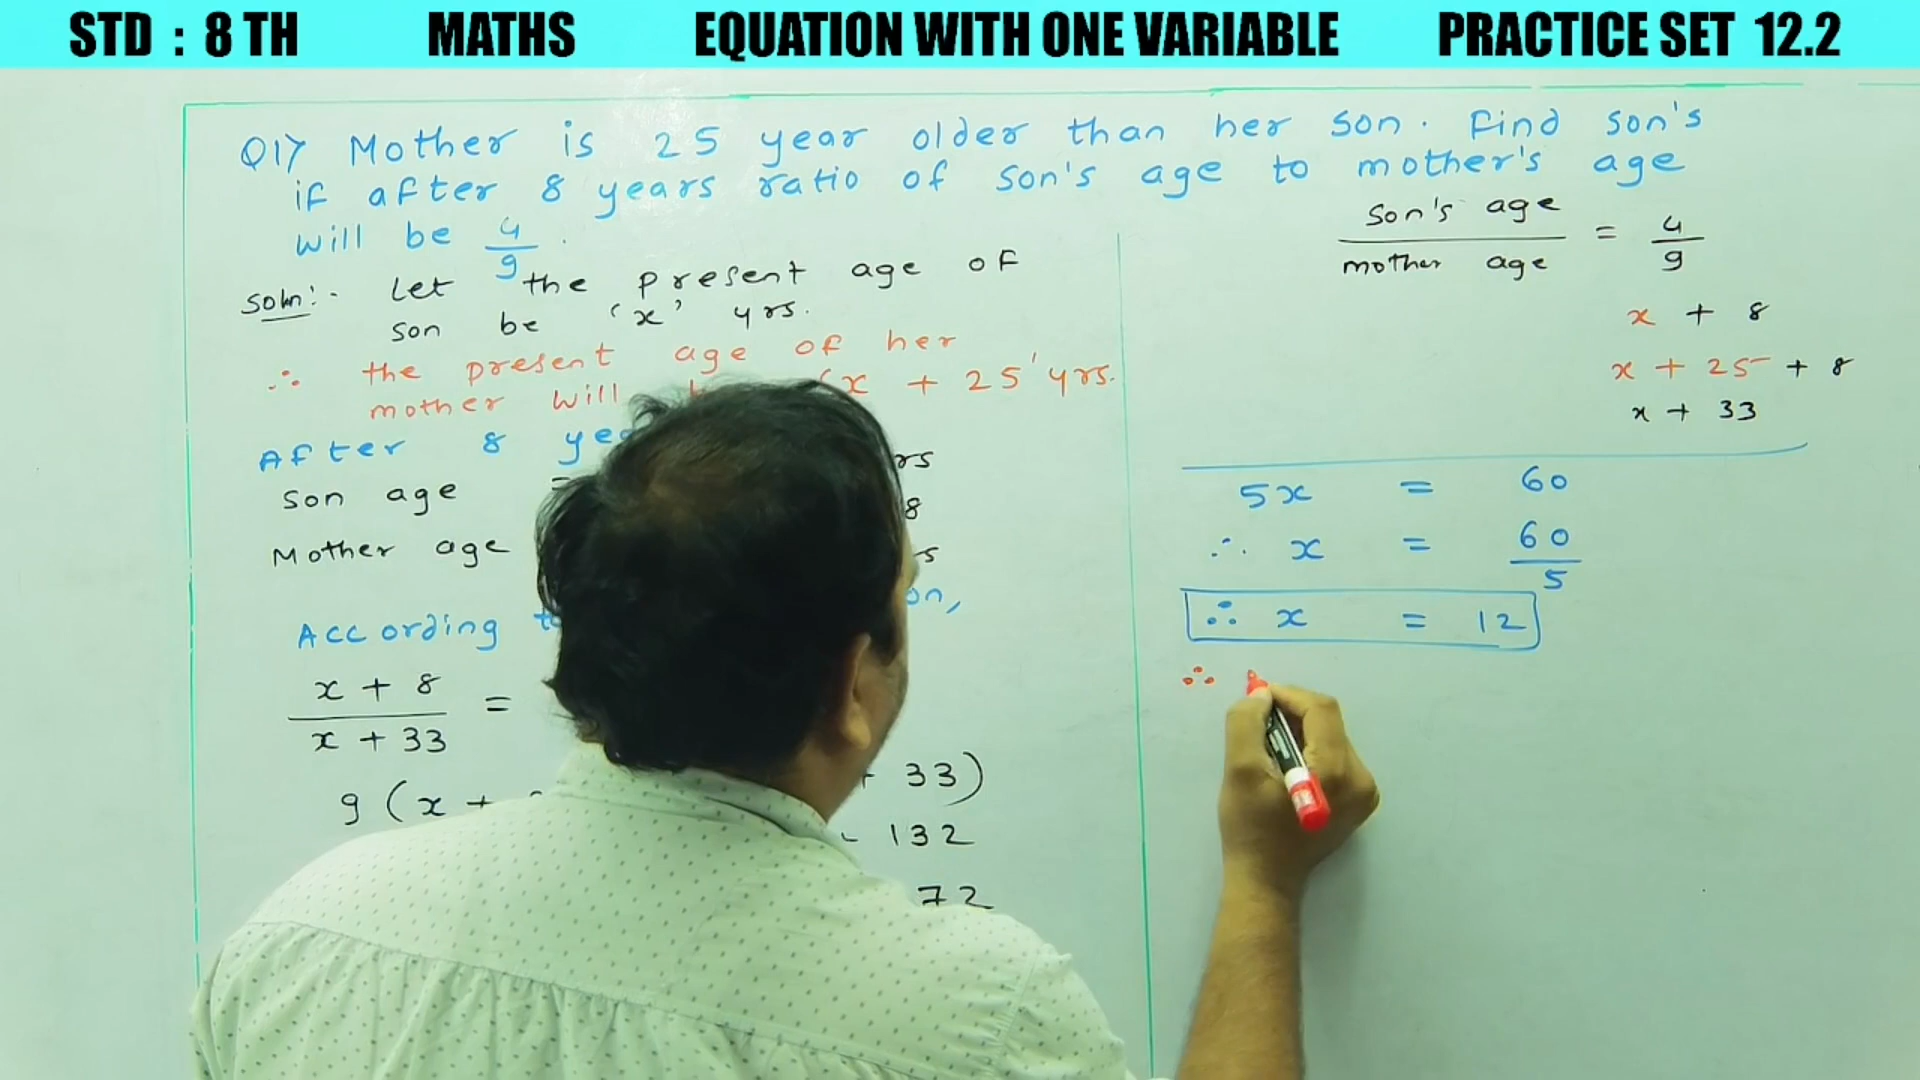 STD : 8 TH MATHS EQUATION WITH ONE VARIABLE PRACTICE SET 12.2
Q1) Mother is 25 year older than her son. Find son's
if after 8 years ratio of son's age to mother's age
will be 4/9.
Soln:- Let the present age of
son be 'x' yrs.
∴ the present age of her
mother will (x + 25' yrs.
After 8 rs
Son age = 8
Mother age s
According on,
x + 8 / x + 33 =
9 (x + 33)
132
72
son's age / mother age = 4/9
x + 8
x + 25 + 8
x + 33
5x = 60
∴ x = 60/5
∴ x = 12
∴